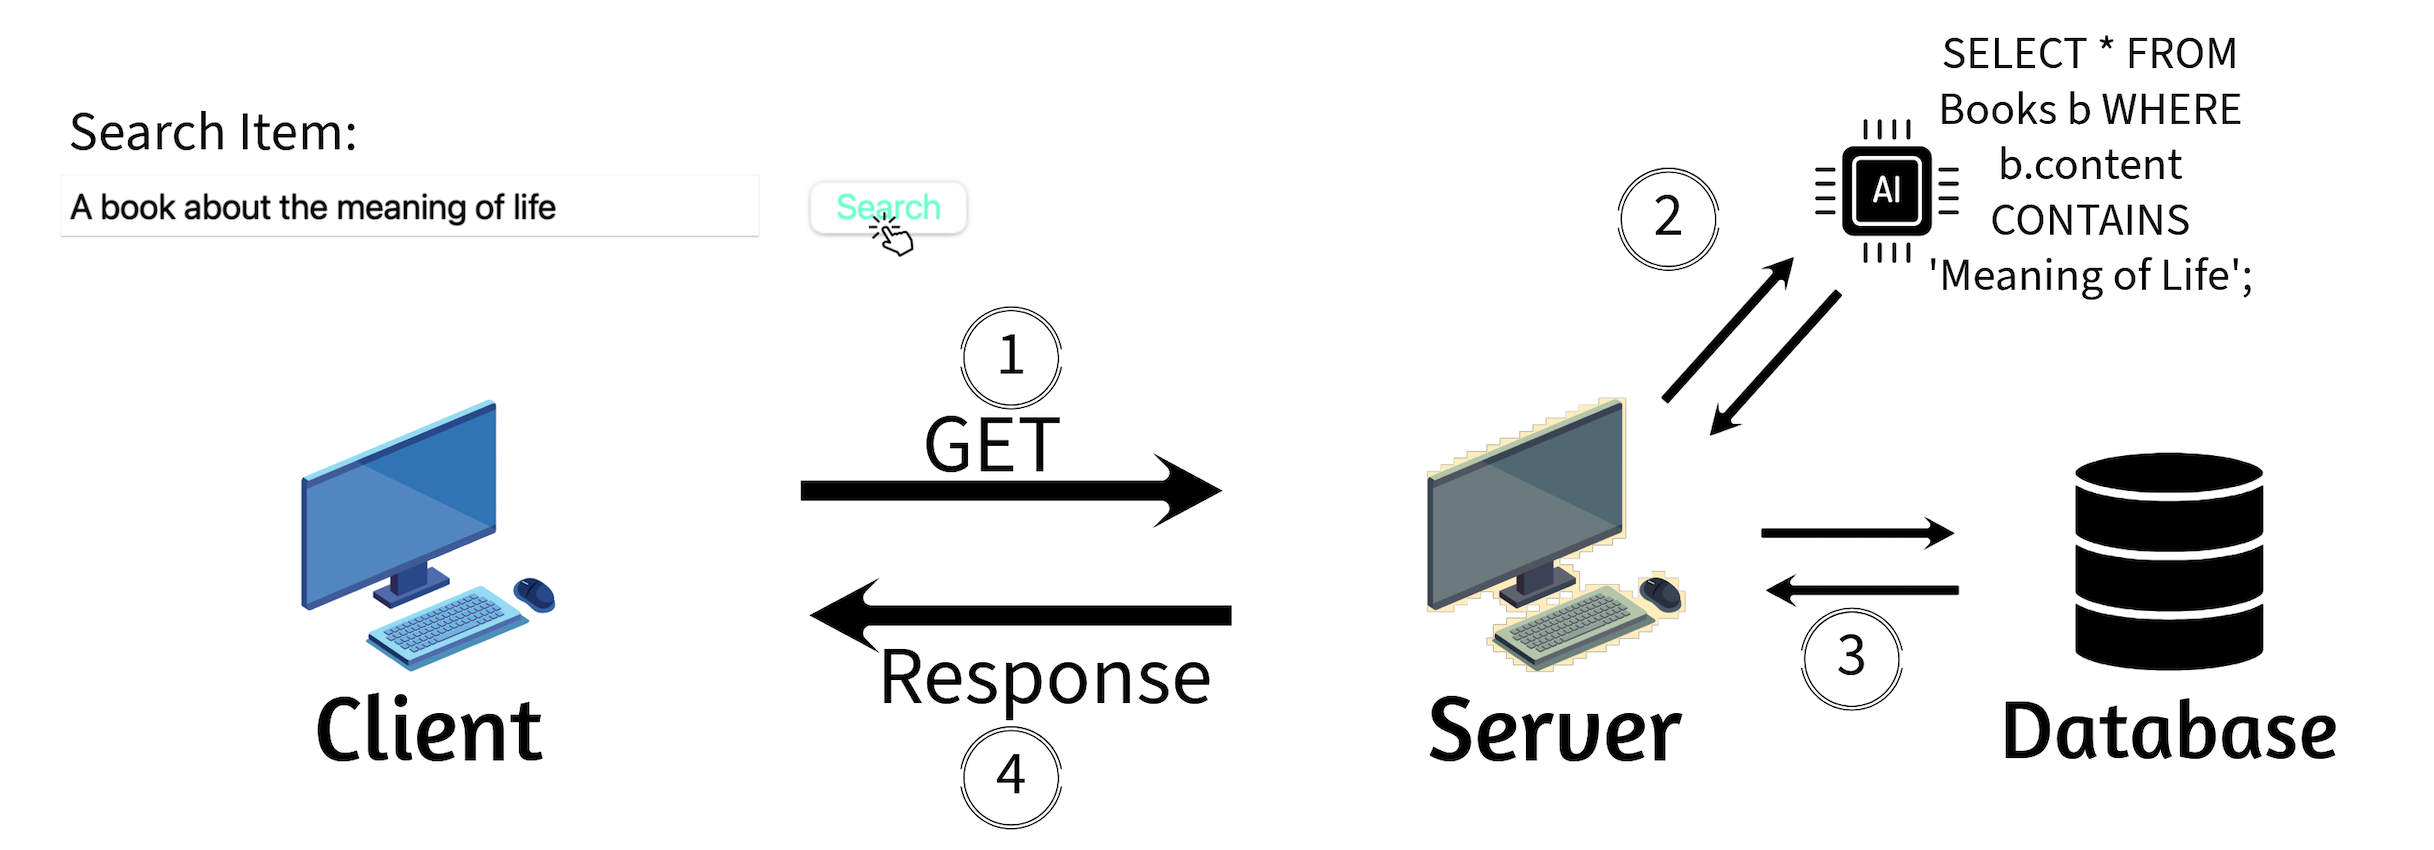 Search Item:
A book about the meaning of life
Search
1
GET
Response
4
Client
2
AI
SELECT * FROM
Books b WHERE
b.content
CONTAINS
'Meaning of Life';
3
Server
Database